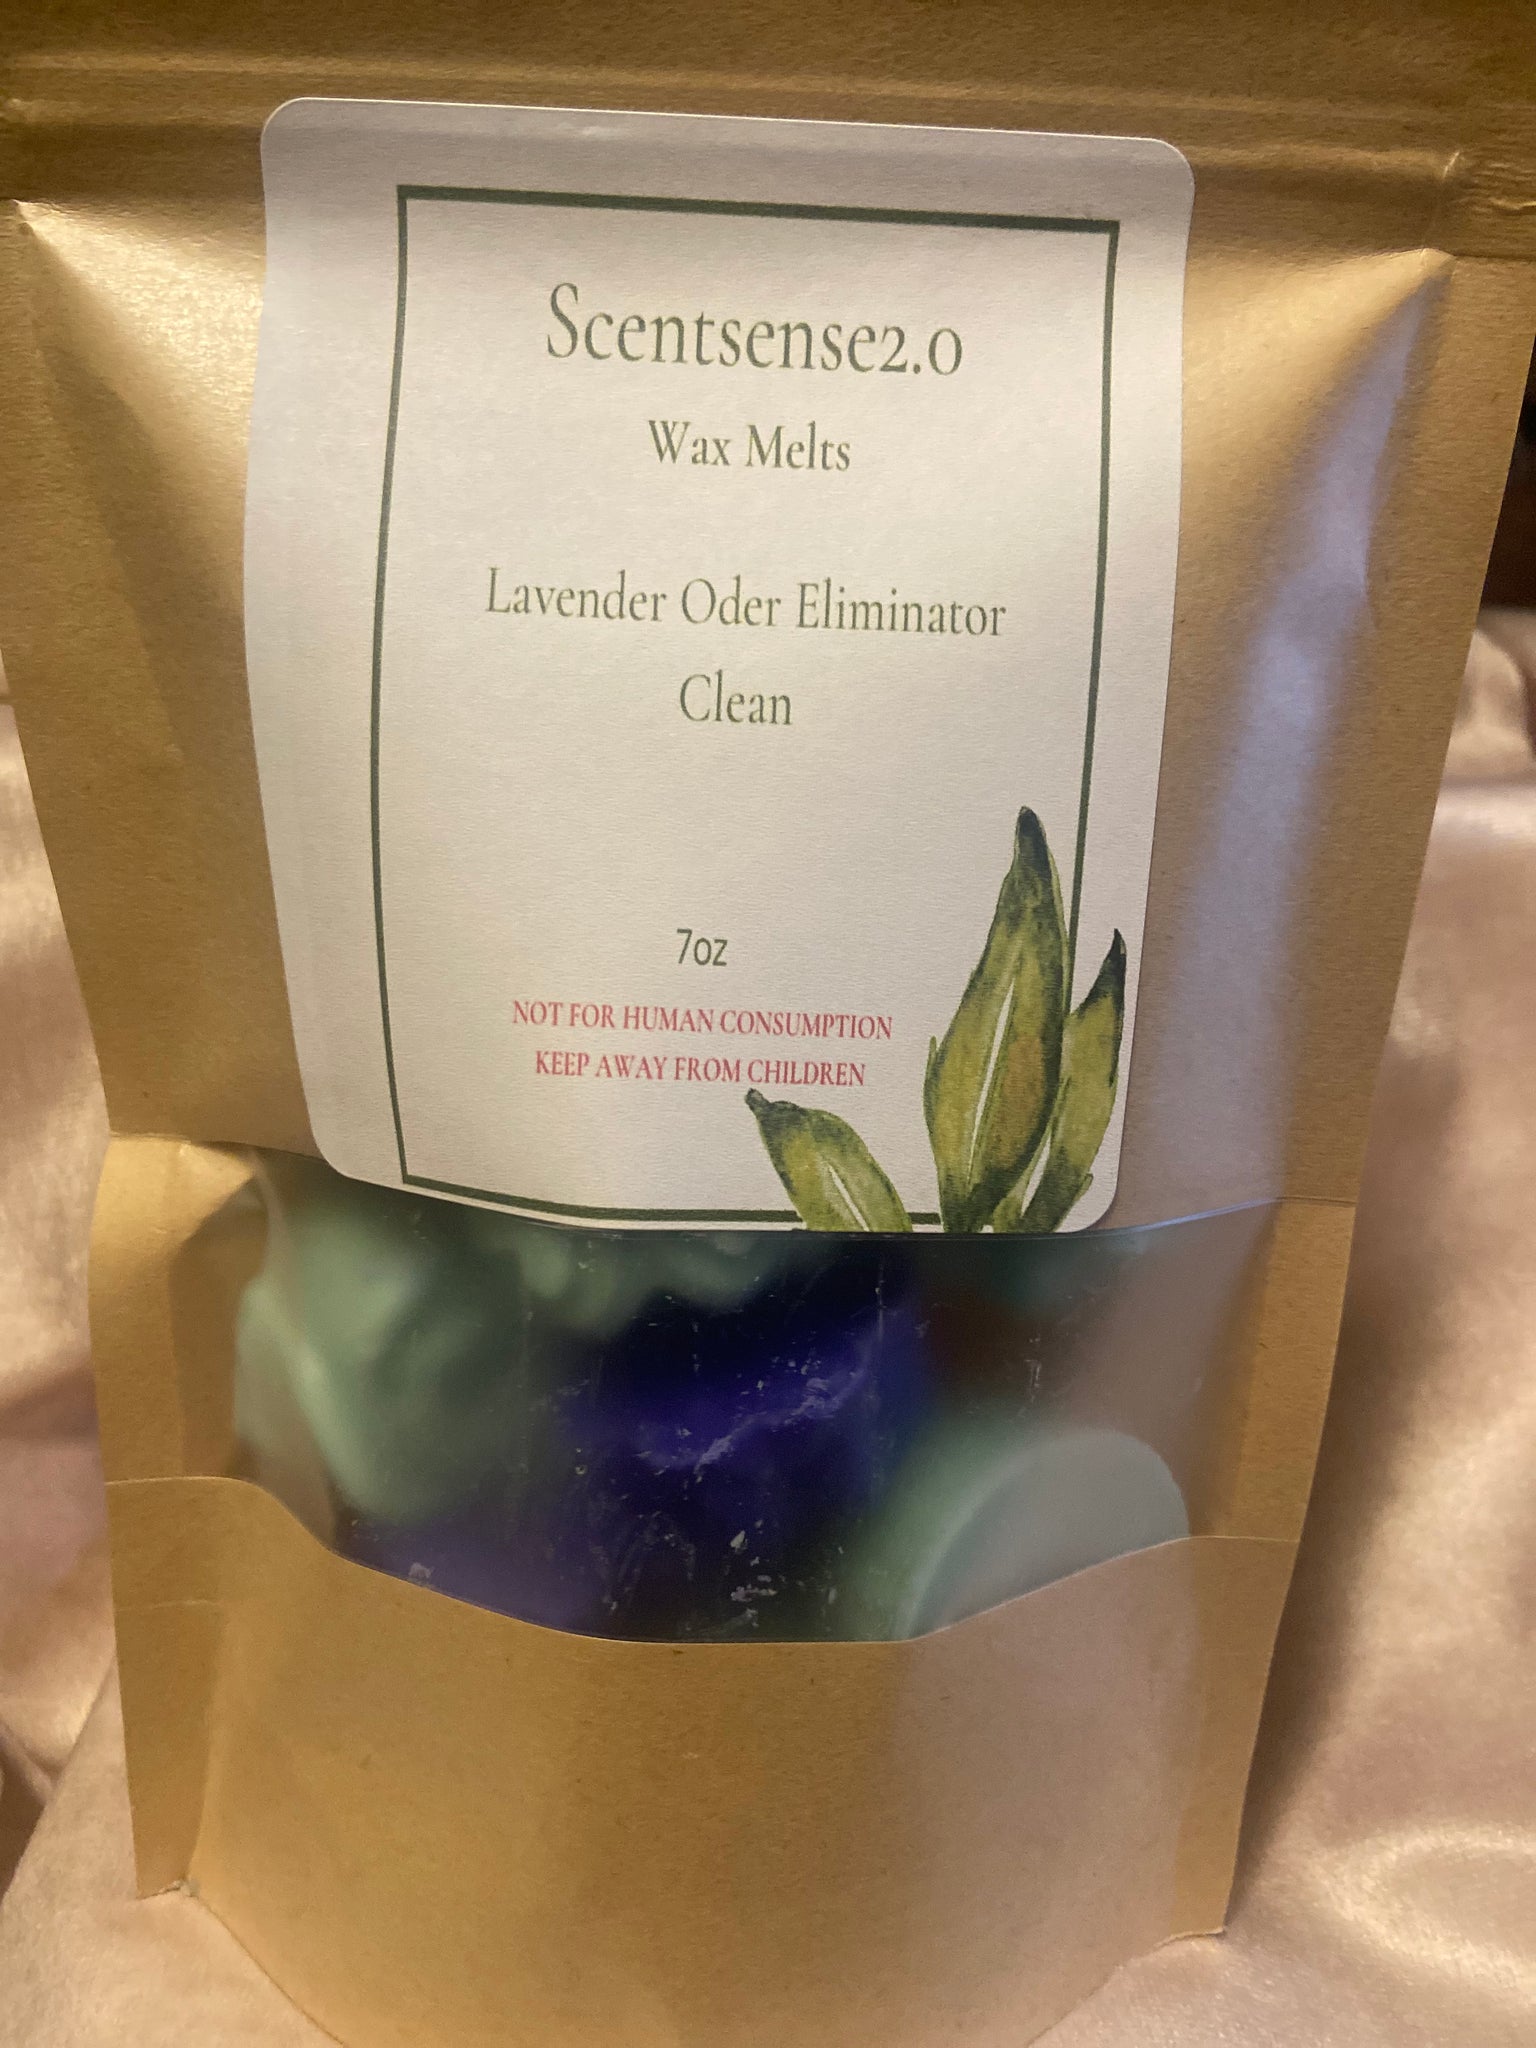 Scentsense2.0
Wax Melts
Lavender Oder Eliminator
Clean
7oz
NOT FOR HUMAN CONSUMPTION
KEEP AWAY FROM CHILDREN